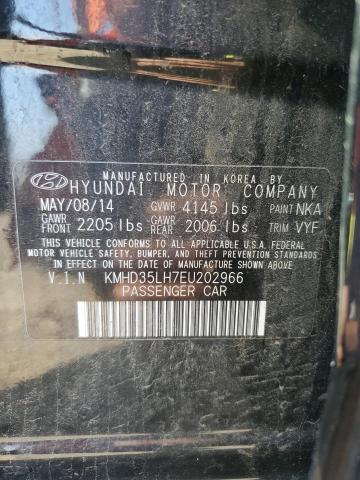 MANUFACTURED IN KOREA BY
HYUNDAI MOTOR COMPANY
MAY/08/14 GVWR 4145 lbs PAINT NKA
GAWR FRONT 2205 lbs GAWR REAR 2006 lbs TRIM VYF
THIS VEHICLE CONFORMS TO ALL APPLICABLE U.S.A. FEDERAL
MOTOR VEHICLE SAFETY, BUMPER, AND THEFT PREVENTION STANDARDS
IN EFFECT ON THE DATE OF MANUFACTURE SHOWN ABOVE.
V.I.N KMHD35LH7EU202966
PASSENGER CAR